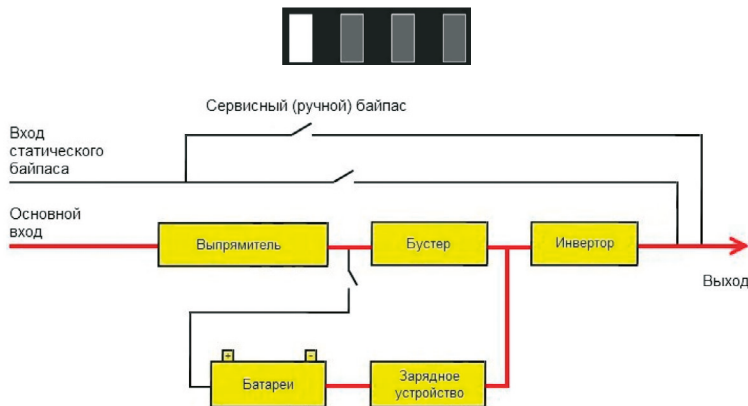 Сервисный (ручной) байпас
Вход
статического
байпаса
Основной
вход
Выпрямитель
Бустер
Инвертор
Выход
+
-
Батареи
Зарядное
устройство